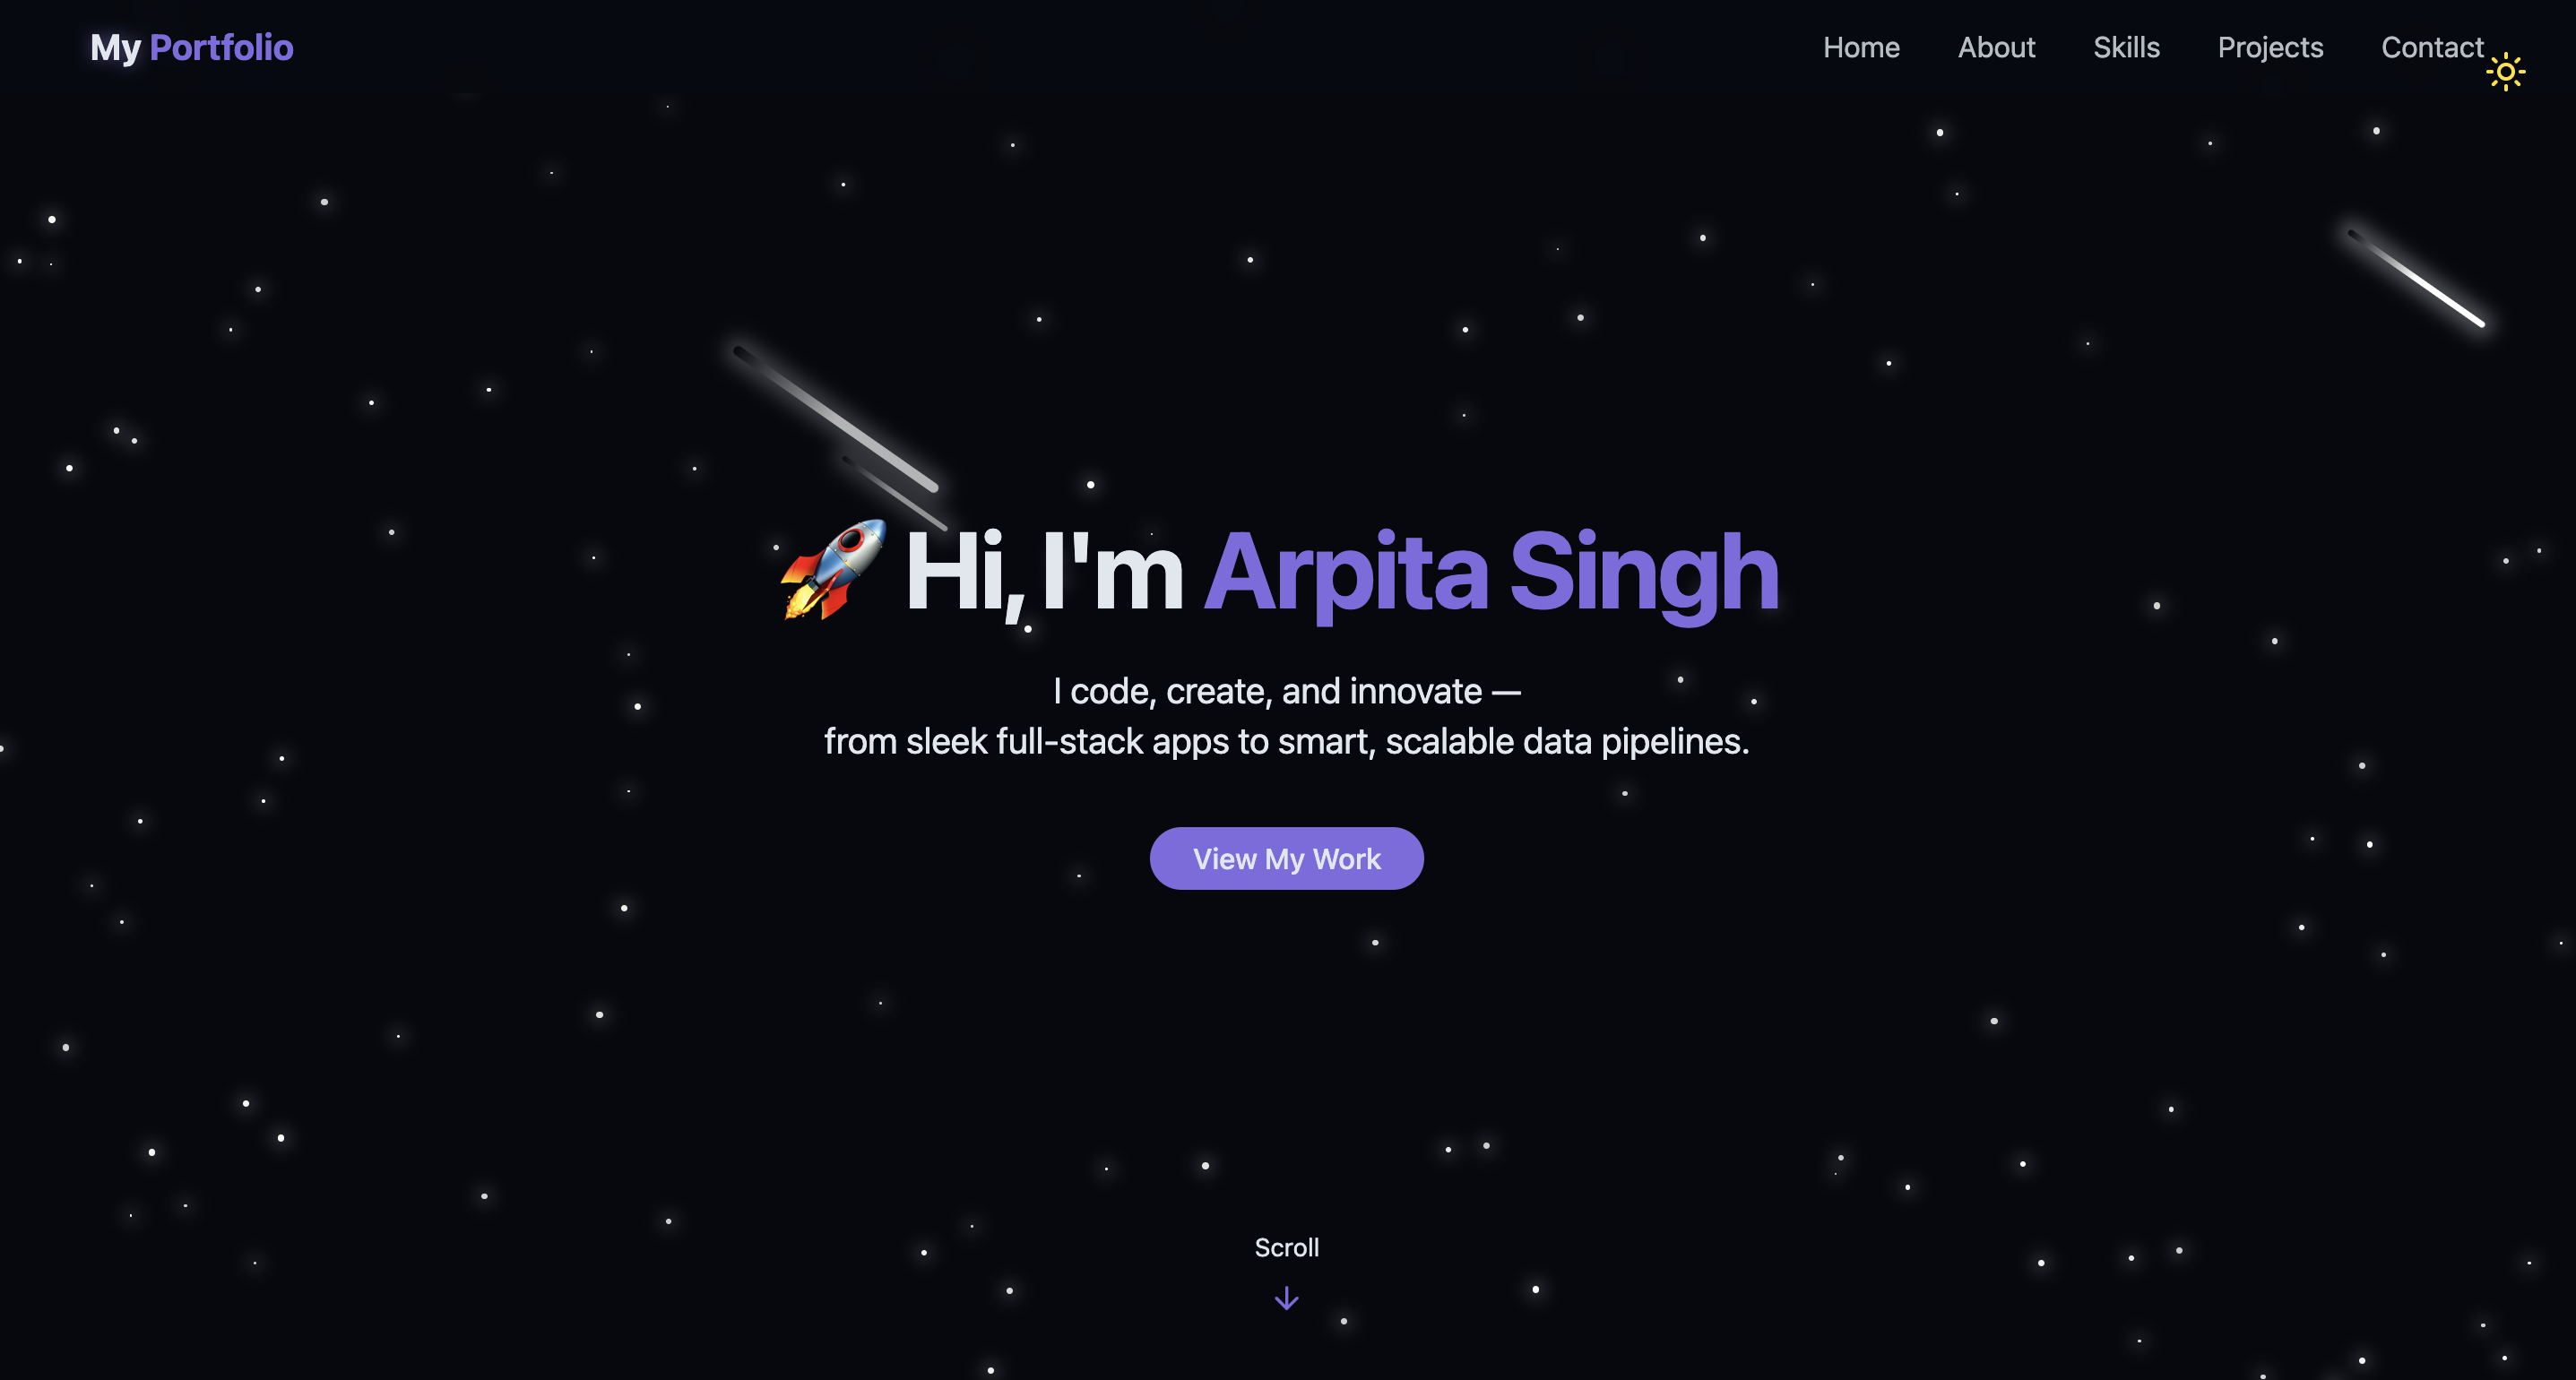 My Portfolio
Home About Skills Projects Contact
Hi, I'm Arpita Singh
I code, create, and innovate —
from sleek full-stack apps to smart, scalable data pipelines.
View My Work
Scroll